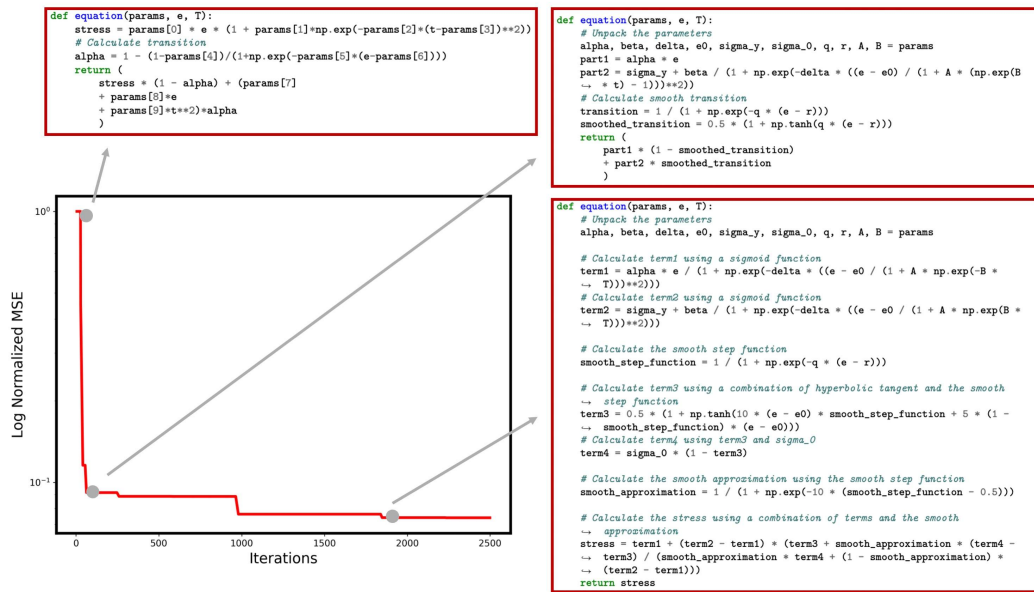 def equation(params, e, T):
stress = params[0] * e * (1 + params[1]*np.exp(-params[2]*(t-params[3])**2))
# Calculate transition
alpha = 1 - (1-params[4])/(1+np.exp(-params[5]*(e-params[6])))
return (
stress * (1 - alpha) + (params[7]
+ params[8]*e
+ params[9]*t**2)*alpha
)
def equation(params, e, T):
# Unpack the parameters
alpha, beta, delta, e0, sigma_y, sigma_0, q, r, A, B = params
part1 = alpha * e
part2 = sigma_y + beta / (1 + np.exp(-delta * ((e - e0) / (1 + A * (np.exp(B
↪ * t) - 1)))**2))
# Calculate smooth transition
transition = 1 / (1 + np.exp(-q * (e - r)))
smoothed_transition = 0.5 * (1 + np.tanh(q * (e - r)))
return (
part1 * (1 - smoothed_transition)
+ part2 * smoothed_transition
)
def equation(params, e, T):
# Unpack the parameters
alpha, beta, delta, e0, sigma_y, sigma_0, q, r, A, B = params
# Calculate term1 using a sigmoid function
term1 = alpha * e / (1 + np.exp(-delta * ((e - e0 / (1 + A * np.exp(-B *
↪ T)))**2)))
# Calculate term2 using a sigmoid function
term2 = sigma_y + beta / (1 + np.exp(-delta * ((e - e0 / (1 + A * np.exp(B *
↪ T)))**2)))
# Calculate the smooth step function
smooth_step_function = 1 / (1 + np.exp(-q * (e - r)))
# Calculate term3 using a combination of hyperbolic tangent and the smooth
↪ step function
term3 = 0.5 * (1 + np.tanh(10 * (e - e0) * smooth_step_function + 5 * (1 -
↪ smooth_step_function) * (e - e0)))
# Calculate term4 using term3 and sigma_0
term4 = sigma_0 * (1 - term3)
# Calculate the smooth approximation using the smooth step function
smooth_approximation = 1 / (1 + np.exp(-10 * (smooth_step_function - 0.5)))
# Calculate the stress using a combination of terms and the smooth
↪ approximation
stress = term1 + (term2 - term1) * (term3 + smooth_approximation * (term4 -
↪ term3) / (smooth_approximation * term4 + (1 - smooth_approximation) *
↪ (term2 - term1)))
return stress
10⁰
10⁻¹
Log Normalized MSE
0 500 1000 1500 2000 2500
Iterations